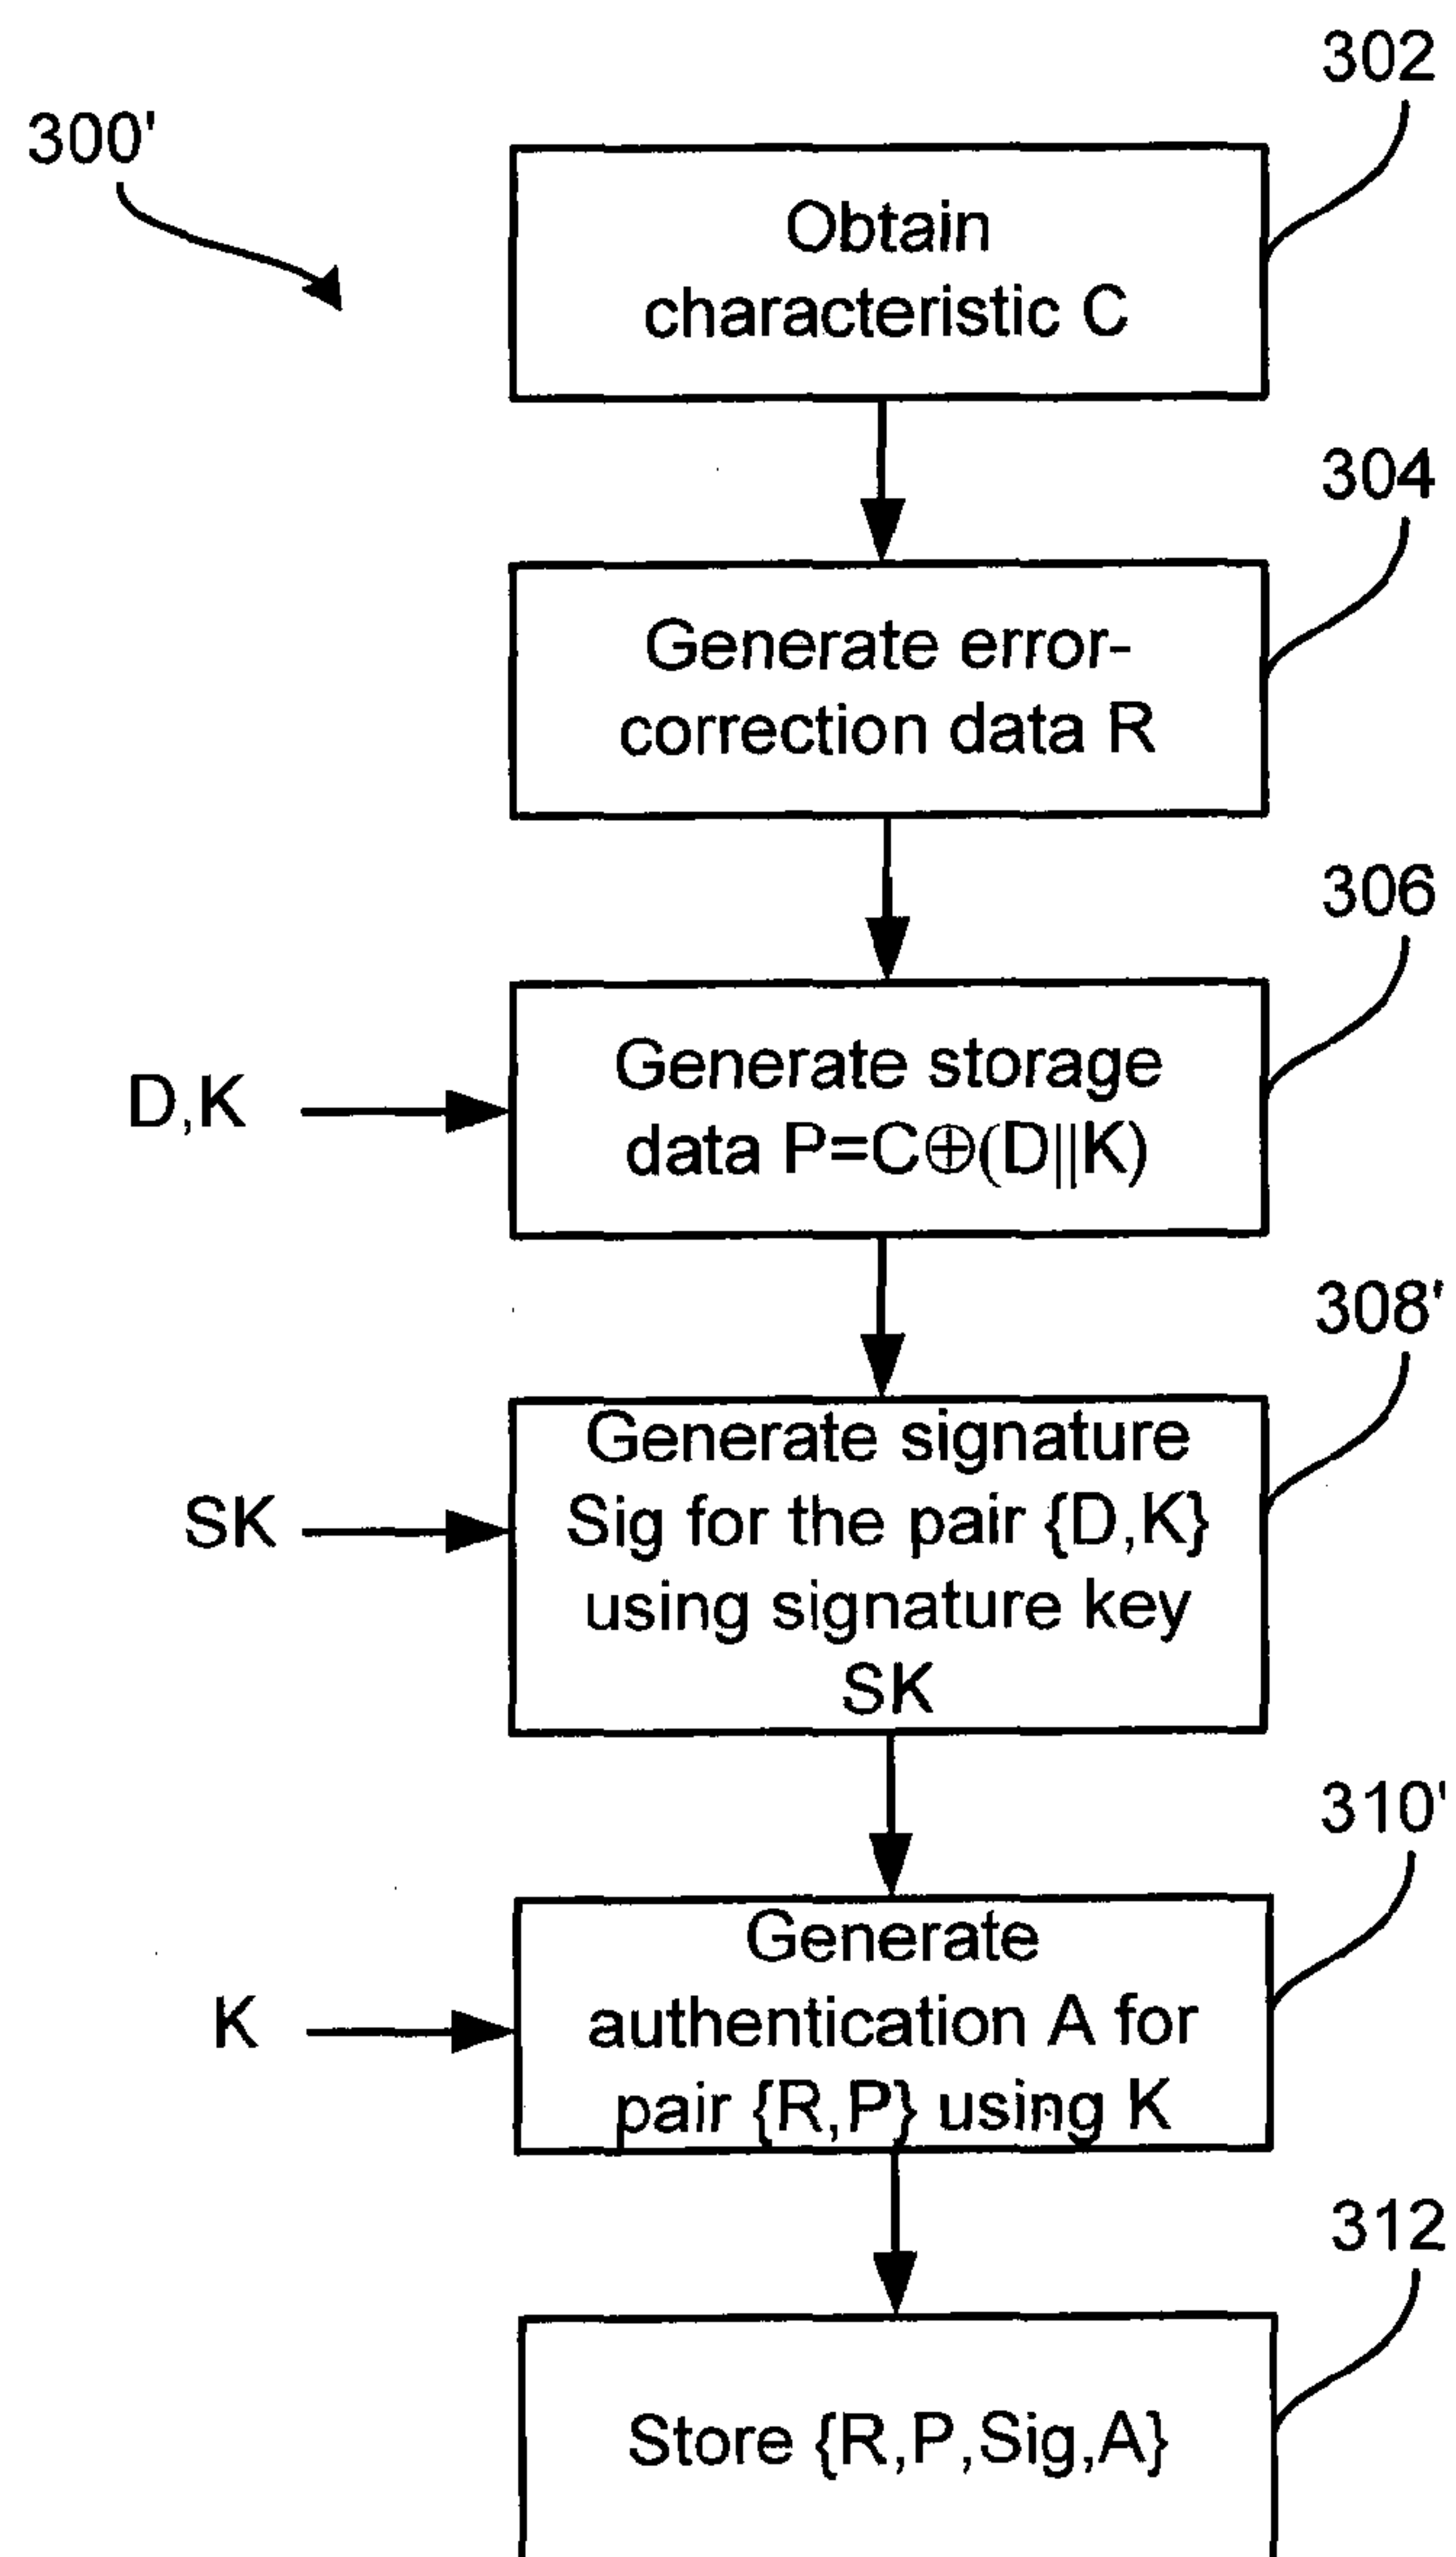 302
300'
Obtain
characteristic C
304
Generate error-
correction data R
306
D,K
Generate storage
data P=C⊕(D||K)
308'
SK
Generate signature
Sig for the pair {D,K}
using signature key
SK
310'
K
Generate
authentication A for
pair {R,P} using K
312
Store {R,P,Sig,A}